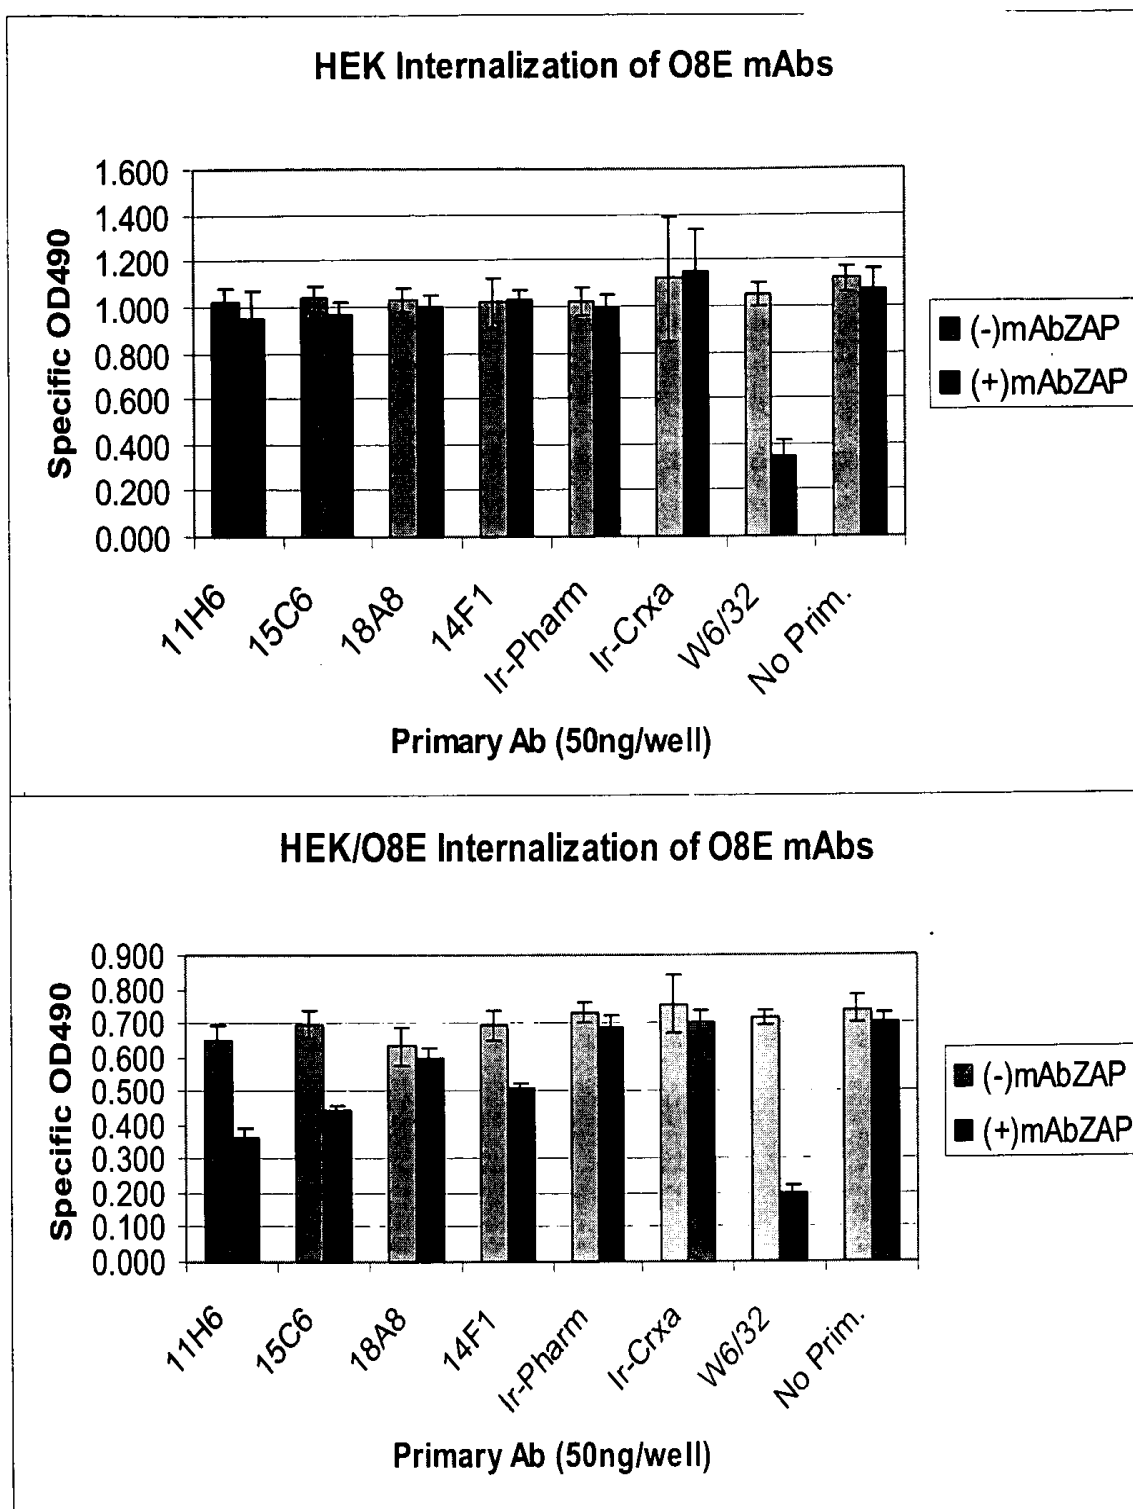 HEK Internalization of O8E mAbs
1.600
1.400
1.200
1.000
0.800
0.600
0.400
0.200
0.000
Specific OD490
11H6
15C6
18A8
14F1
Ir-Pharm
Ir-Crxa
W6/32
No Prim.
Primary Ab (50ng/well)
(-)mAbZAP
(+)mAbZAP
HEK/O8E Internalization of O8E mAbs
0.900
0.800
0.700
0.600
0.500
0.400
0.300
0.200
0.100
0.000
Specific OD490
11H6
15C6
18A8
14F1
Ir-Pharm
Ir-Crxa
W6/32
No Prim.
Primary Ab (50ng/well)
(-)mAbZAP
(+)mAbZAP